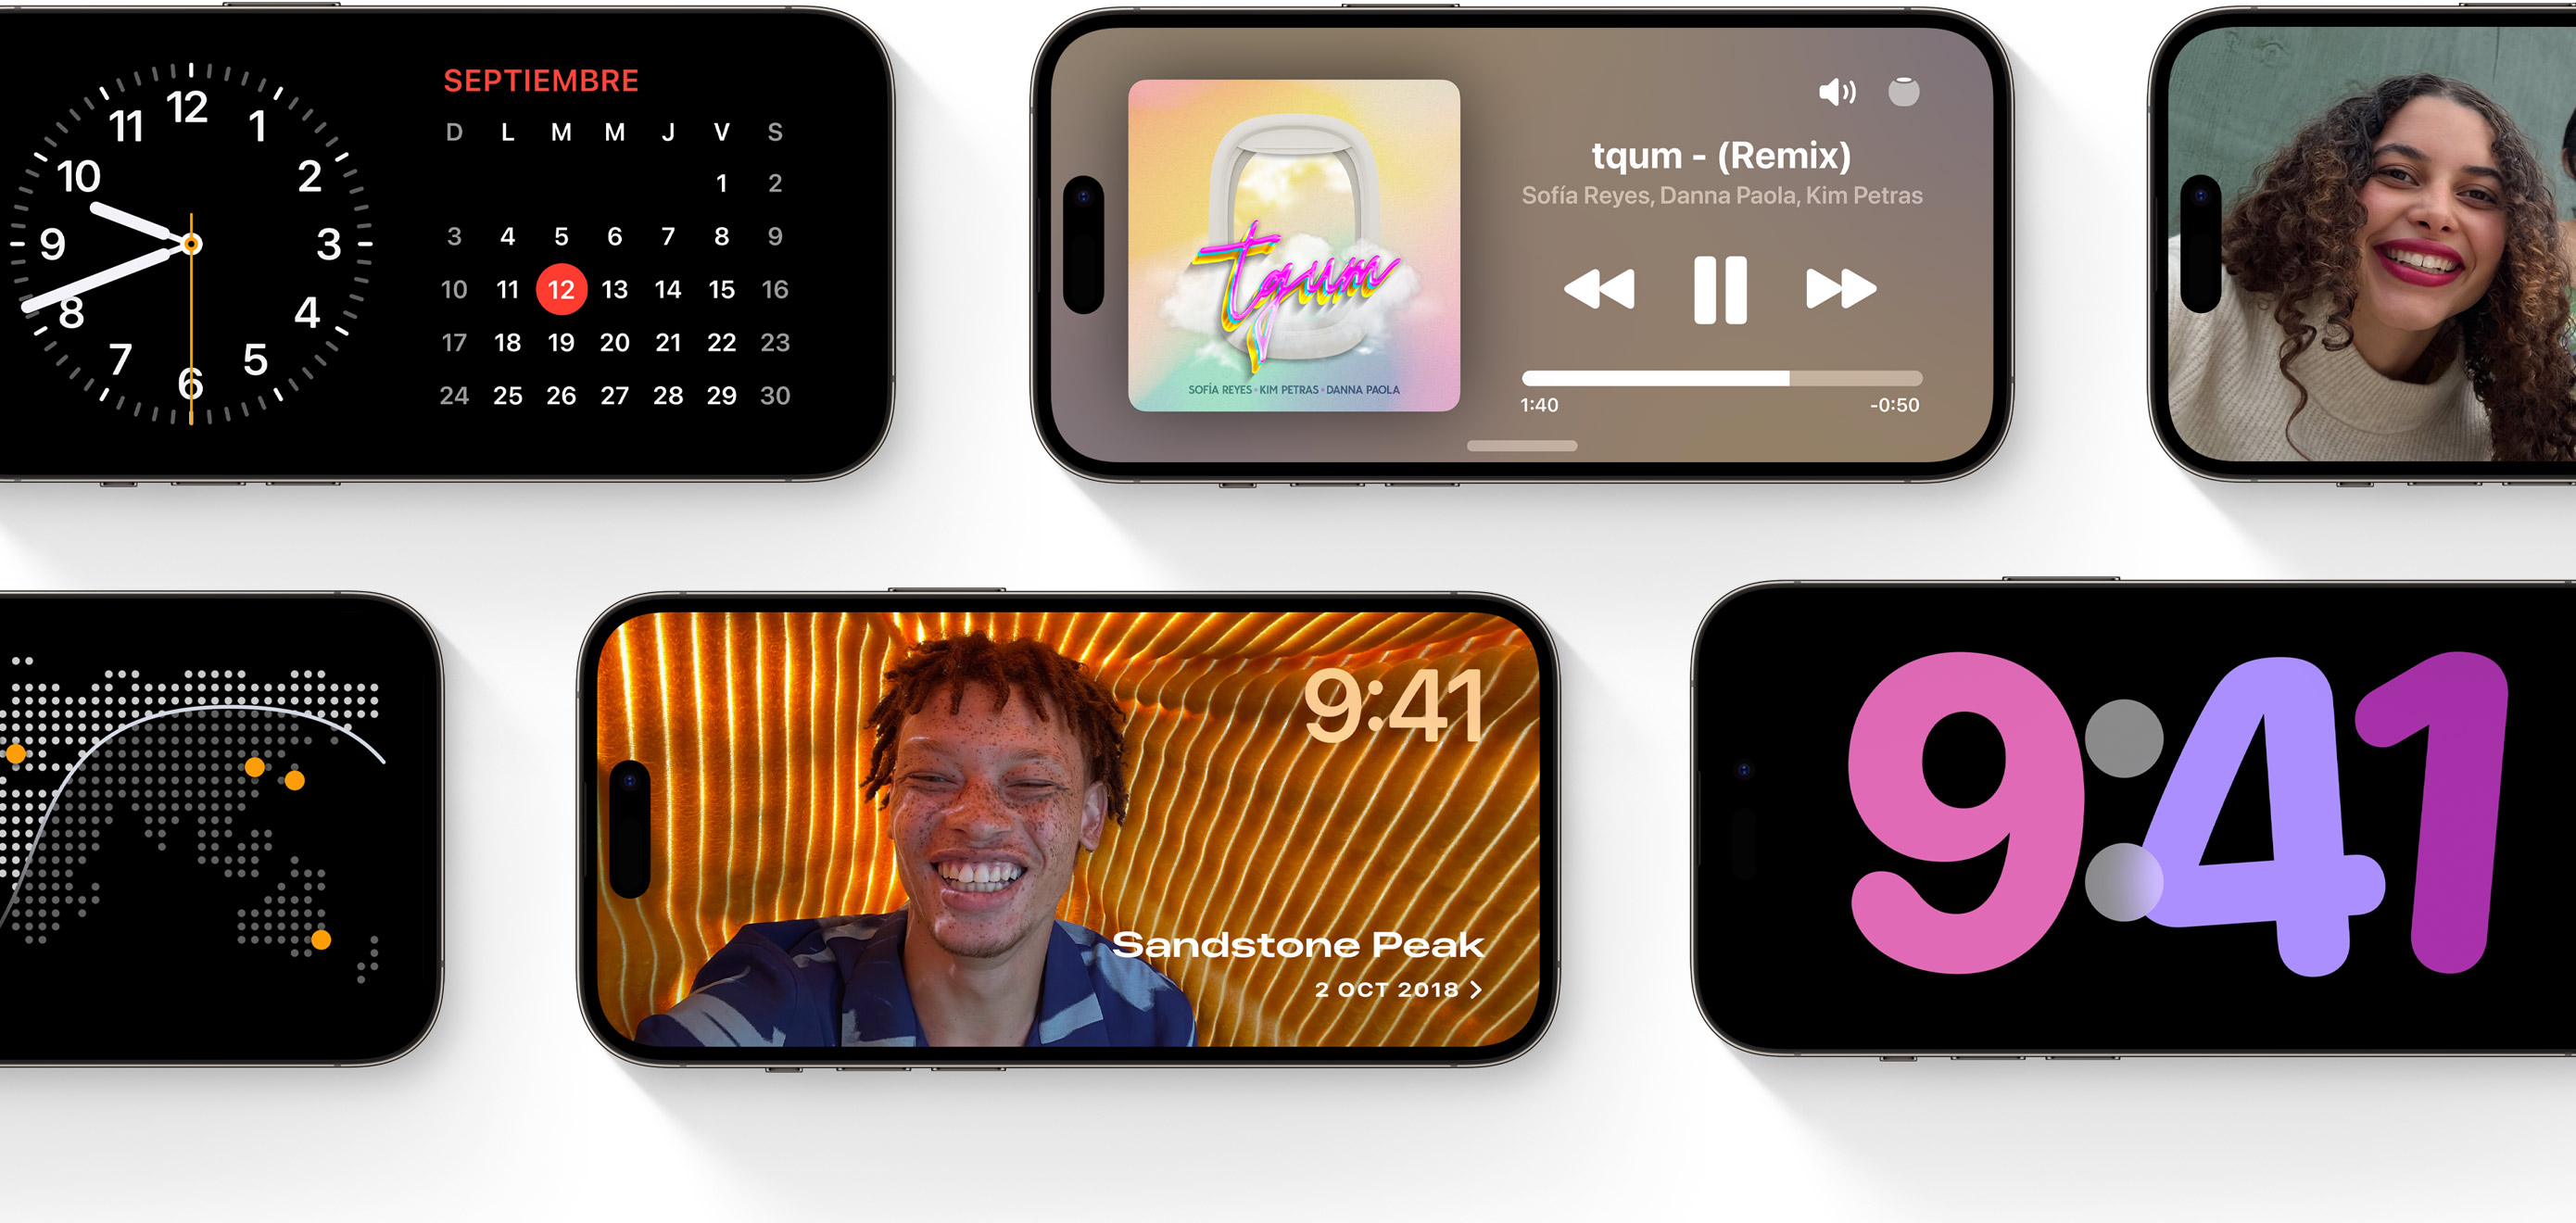 12
11 1
10 2
9 3
8 4
7 5
6
SEPTIEMBRE
D L M M J V S
1 2
3 4 5 6 7 8 9
10 11 12 13 14 15 16
17 18 19 20 21 22 23
24 25 26 27 28 29 30
tqum
SOFÍA REYES • KIM PETRAS • DANNA PAOLA
tqum - (Remix)
Sofía Reyes, Danna Paola, Kim Petras
1:40 -0:50
9:41
Sandstone Peak
2 OCT 2018 >
9:41